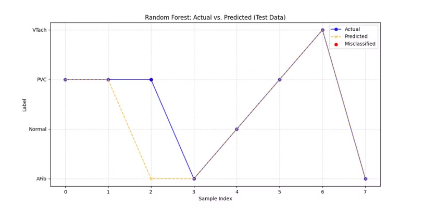 Random Forest: Actual vs. Predicted (Test Data)
Actual
Predicted
Misclassified
VTach
PVC
Normal
AFib
Label
0 1 2 3 4 5 6 7
Sample Index